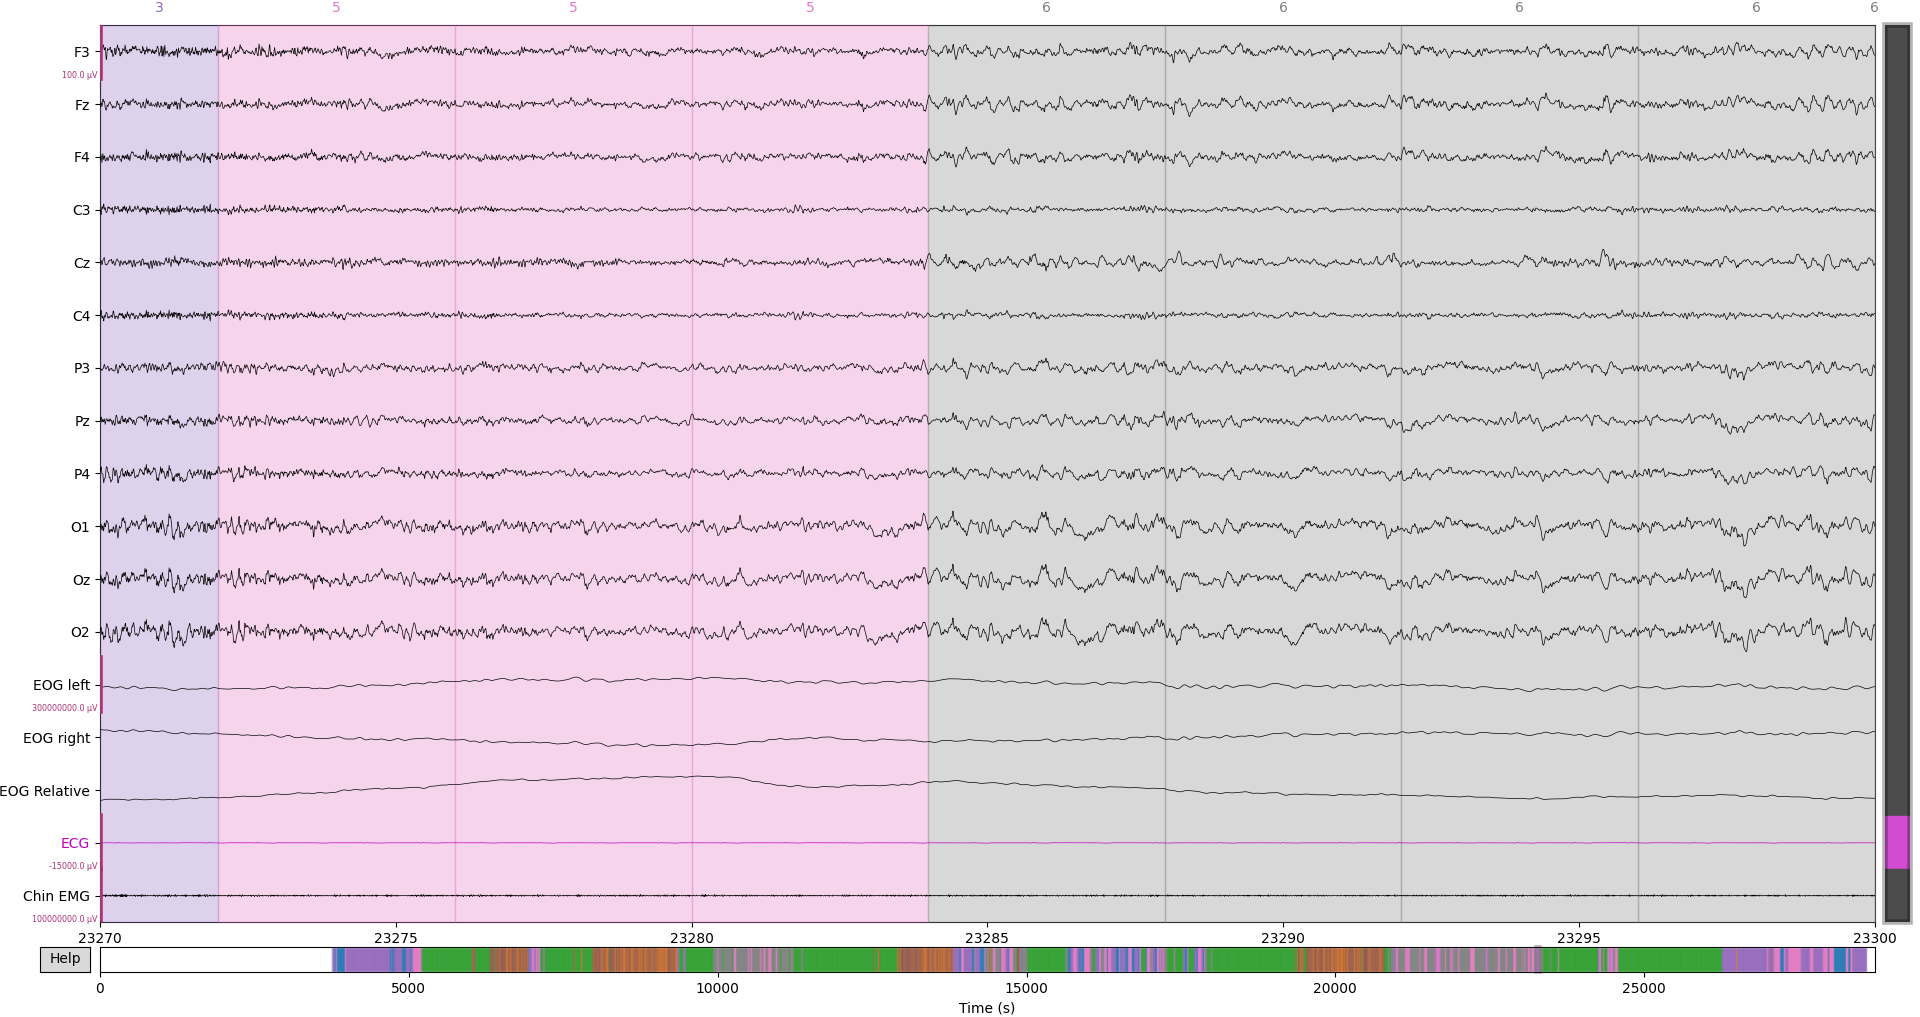 3 5 5 5 6 6 6 6 6
F3
100.0 µV
Fz
F4
C3
Cz
C4
P3
Pz
P4
O1
Oz
O2
EOG left
300000000.0 µV
EOG right
EOG Relative
ECG
-15000.0 µV
Chin EMG
100000000.0 µV
23270 23275 23280 23285 23290 23295 23300
Help
0 5000 10000 15000 20000 25000
Time (s)